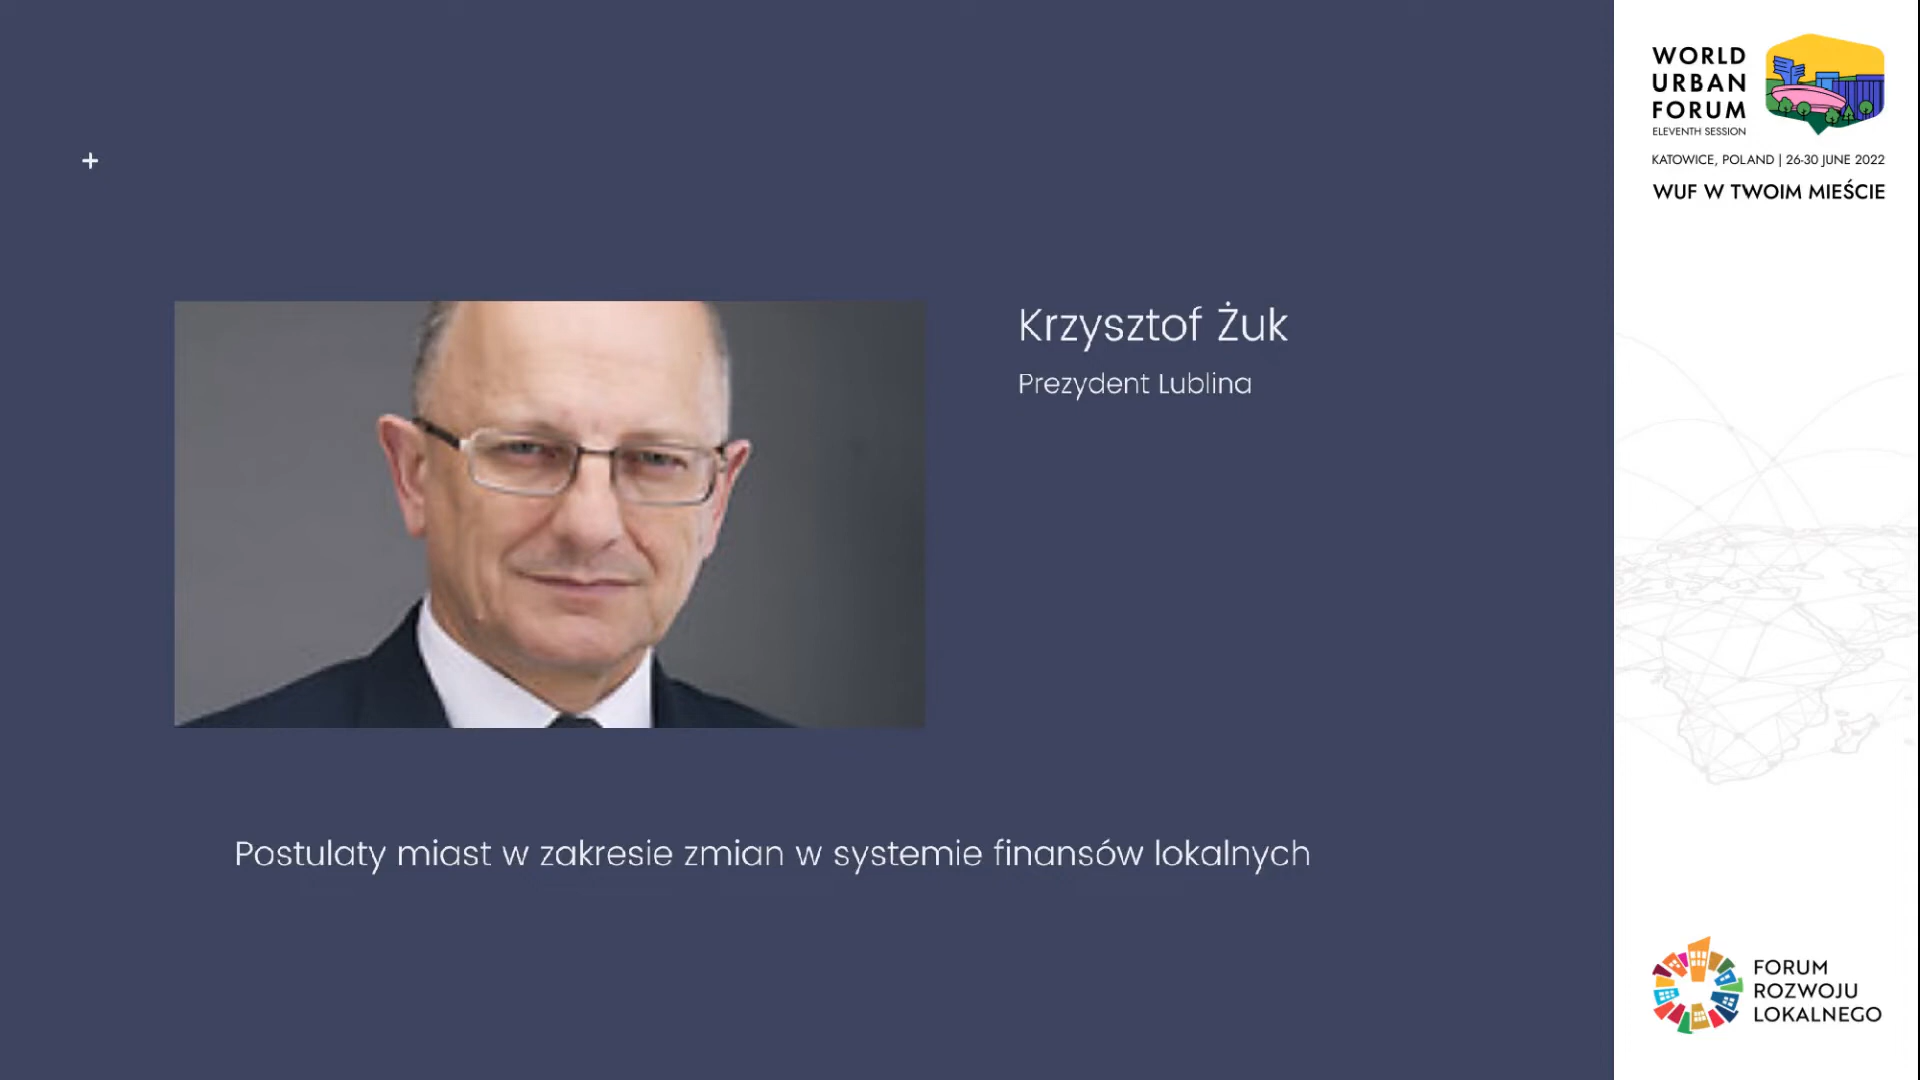 WORLD
URBAN
FORUM
ELEVENTH SESSION
KATOWICE, POLAND | 26-30 JUNE 2022
WUF W TWOIM MIEŚCIE
Krzysztof Żuk
Prezydent Lublina
Postulaty miast w zakresie zmian w systemie finansów lokalnych
FORUM
ROZWOJU
LOKALNEGO